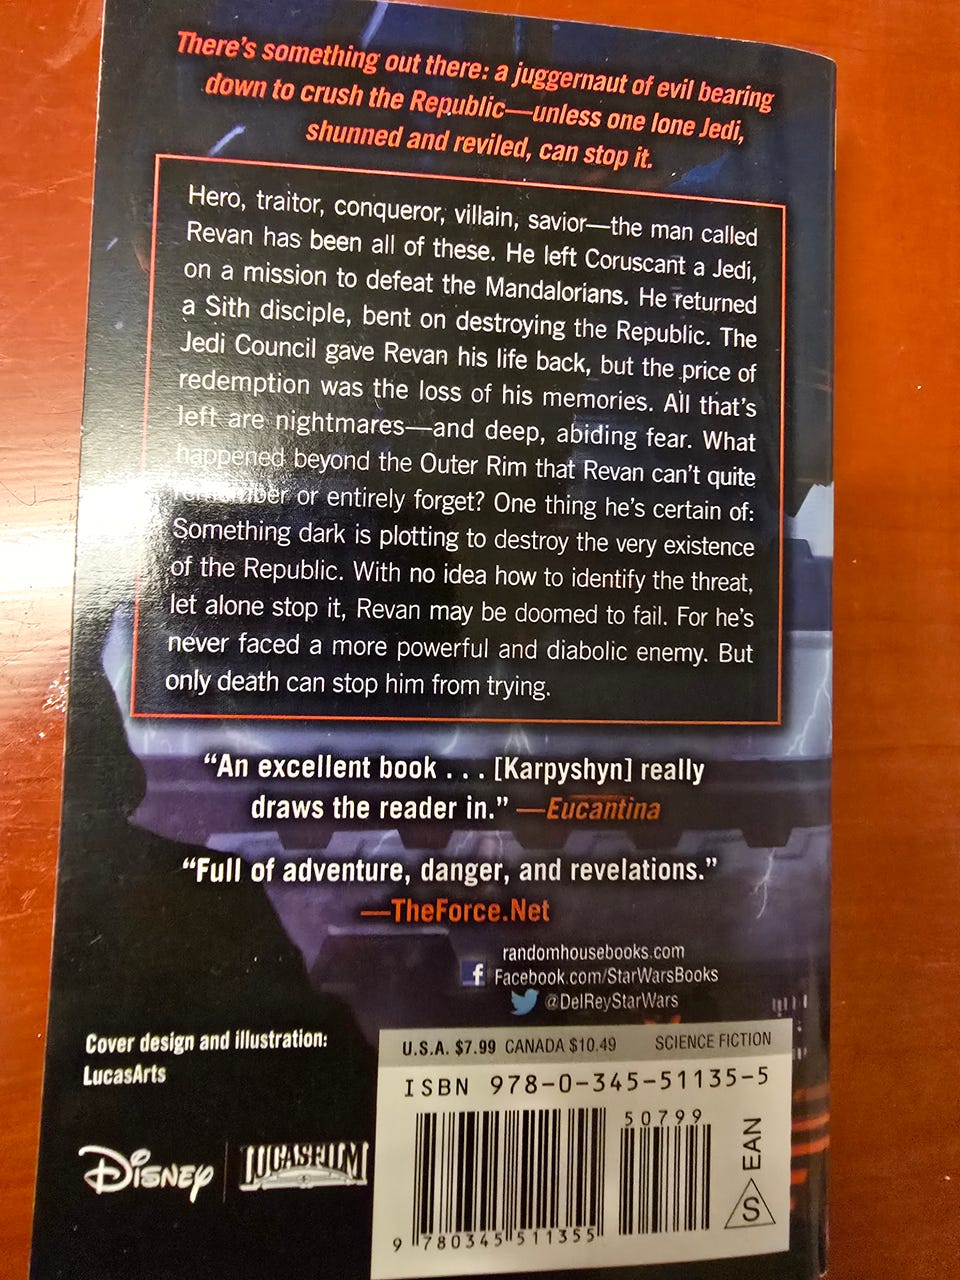 There's something out there: a juggernaut of evil bearing
down to crush the Republic—unless one lone Jedi,
shunned and reviled, can stop it.
Hero, traitor, conqueror, villain, savior—the man called
Revan has been all of these. He left Coruscant a Jedi,
on a mission to defeat the Mandalorians. He returned
a Sith disciple, bent on destroying the Republic. The
Jedi Council gave Revan his life back, but the price of
redemption was the loss of his memories. All that's
left are nightmares—and deep, abiding fear. What
happened beyond the Outer Rim that Revan can't quite
remember or entirely forget? One thing he's certain of:
Something dark is plotting to destroy the very existence
of the Republic. With no idea how to identify the threat,
let alone stop it, Revan may be doomed to fail. For he's
never faced a more powerful and diabolic enemy. But
only death can stop him from trying.
"An excellent book . . . [Karpyshyn] really
draws the reader in." —Eucantina
"Full of adventure, danger, and revelations."
—TheForce.Net
randomhousebooks.com
f Facebook.com/StarWarsBooks
@DelReyStarWars
Cover design and illustration:
LucasArts
DISNEY LUCASFILM
U.S.A. $7.99 CANADA $10.49 SCIENCE FICTION
ISBN 978-0-345-51135-5
50799
EAN
S
9 780345 511355